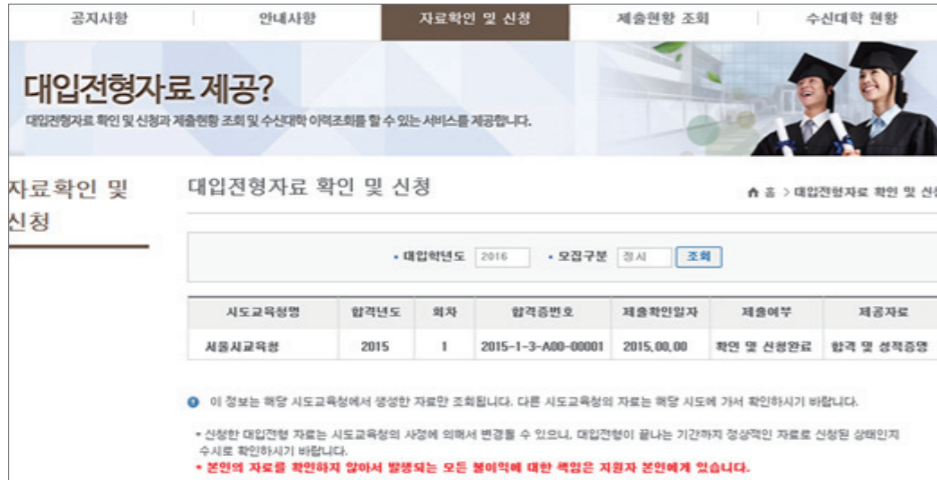 공지사항 안내사항 자료확인 및 신청 제출현황 조회 수신대학 현황
대입전형자료 제공?
대입전형자료 확인 및 신청과 제출현황 조회 및 수신대학 이력조회를 할 수 있는 서비스를 제공합니다.
자료확인 및
신청
대입전형자료 확인 및 신청
홈 > 대입전형자료 확인 및 신청
• 대입학년도 2016 • 모집구분 정시 조회
시도교육청명 합격년도 회차 합격증번호 제출확인일자 제출여부 제공자료
서울시교육청 2015 1 2015-1-3-A00-00001 2015.00.00 확인 및 신청완료 합격 및 성적증명
이 정보는 해당 시도교육청에서 생성한 자료만 조회됩니다. 다른 시도교육청의 자료는 해당 시도에 가서 확인하시기 바랍니다.
* 신청한 대입전형 자료는 시도교육청의 사정에 의해서 변경될 수 있으니, 대입전형이 끝나는 기간까지 정상적인 자료로 신청된 상태인지
수시로 확인하시기 바랍니다.
* 본인의 자료를 확인하지 않아서 발생되는 모든 불이익에 대한 책임은 지원자 본인에게 있습니다.